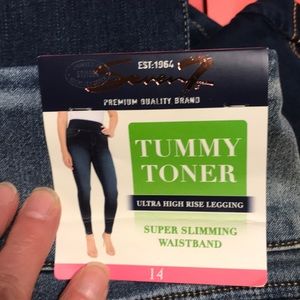 EST:1964
Seven7
PREMIUM QUALITY BRAND
TUMMY
TONER
ULTRA HIGH RISE LEGGING
SUPER SLIMMING
WAISTBAND
14